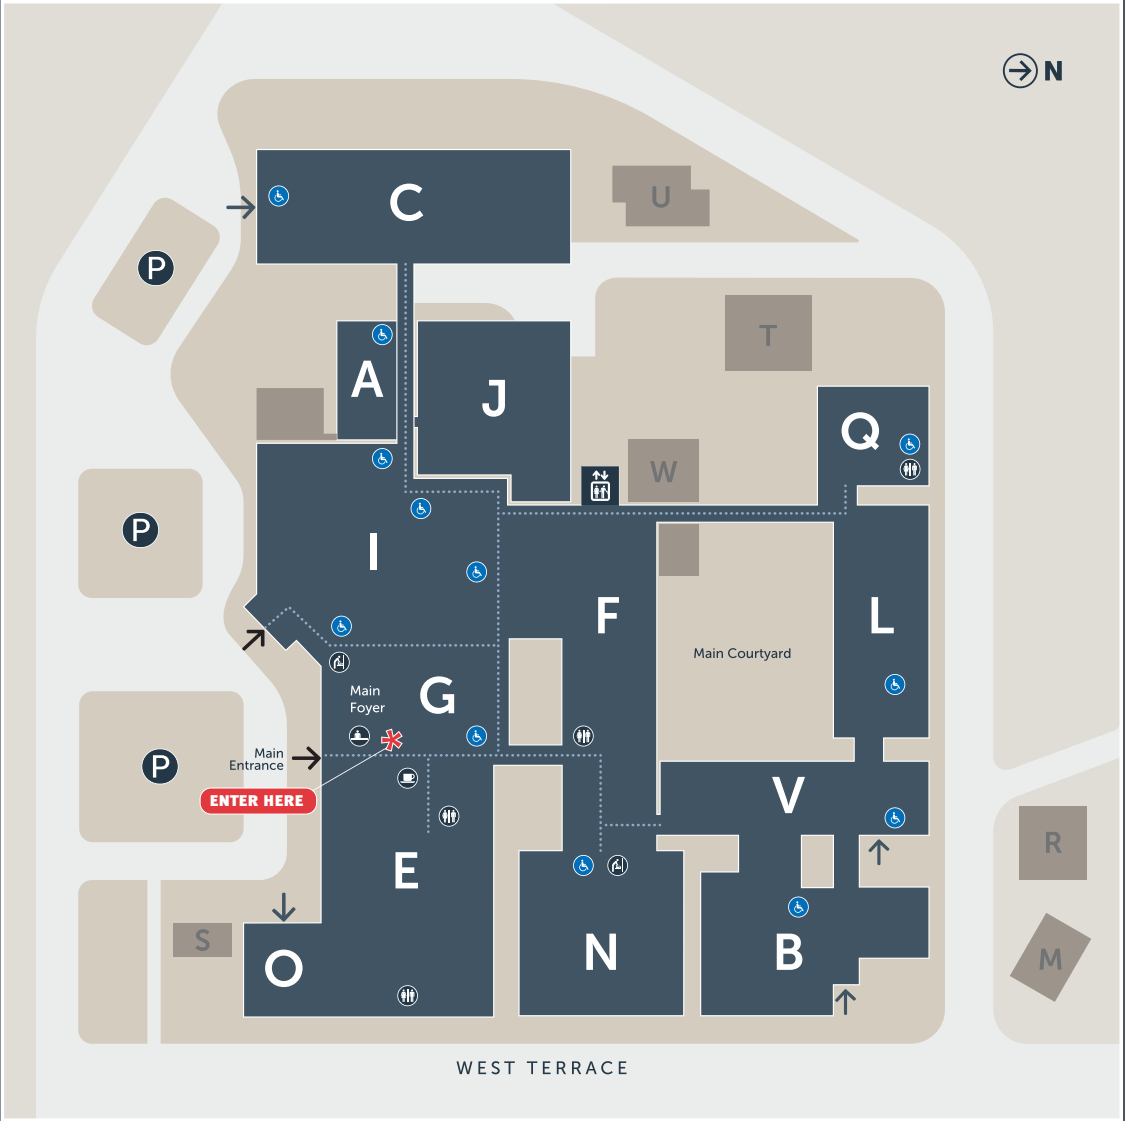 N
C
U
P
T
A
J
Q
W
P
I
F
L
Main Courtyard
G
Main
Foyer
Main
Entrance
P
ENTER HERE
V
R
E
S
O
N
B
M
WEST TERRACE